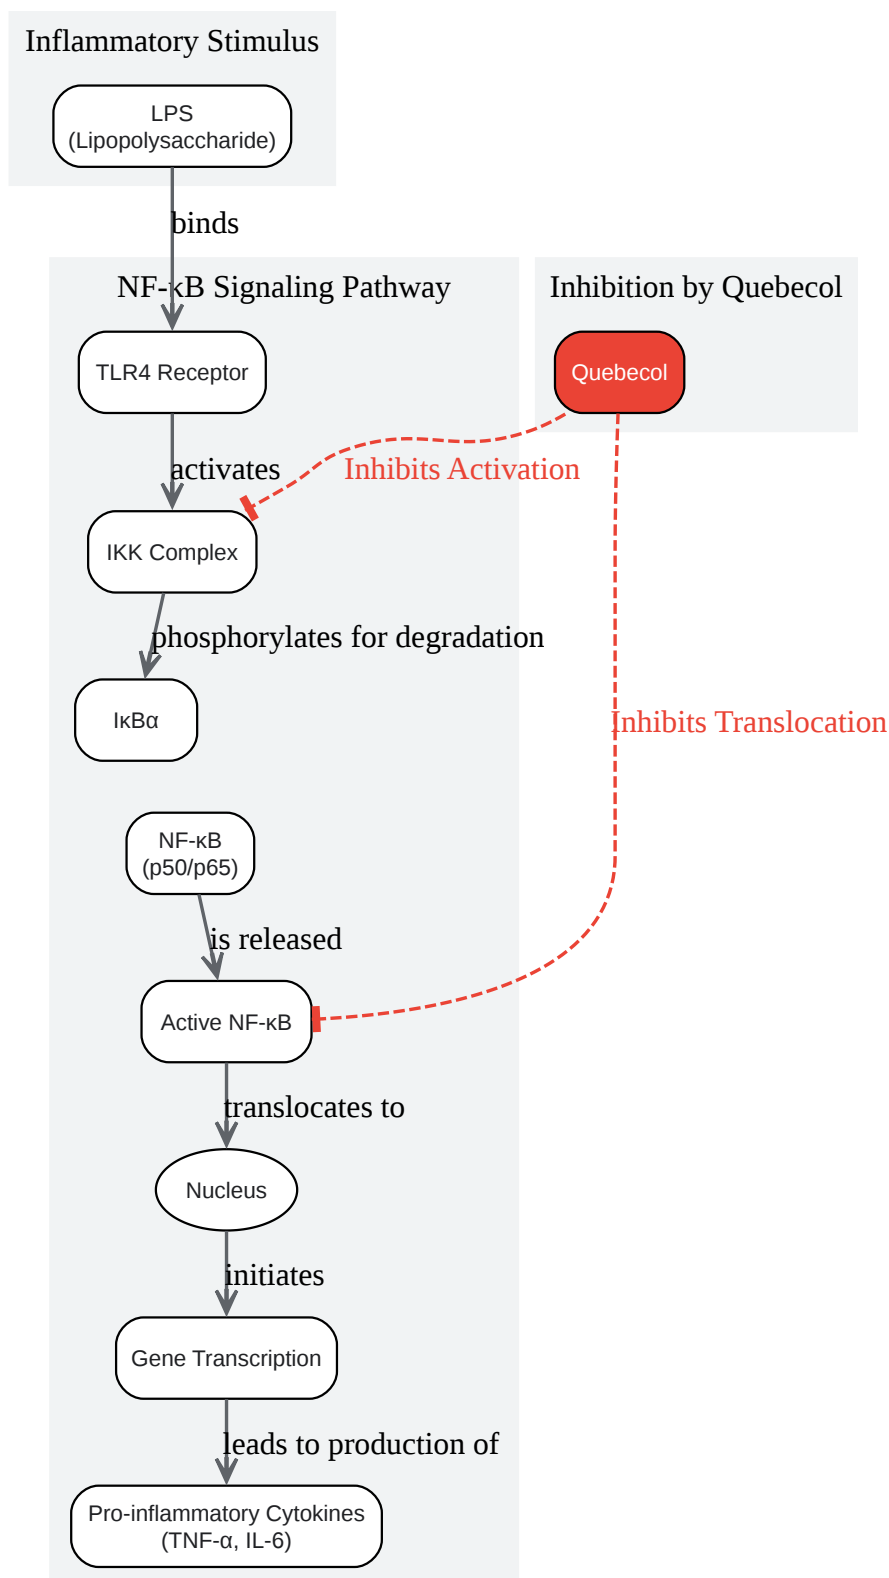 Inflammatory Stimulus
LPS
(Lipopolysaccharide)
binds
NF-κB Signaling Pathway
Inhibition by Quebecol
TLR4 Receptor
Quebecol
activates
Inhibits Activation
IKK Complex
phosphorylates for degradation
IκBα
Inhibits Translocation
NF-κB
(p50/p65)
is released
Active NF-κB
translocates to
Nucleus
initiates
Gene Transcription
leads to production of
Pro-inflammatory Cytokines
(TNF-α, IL-6)